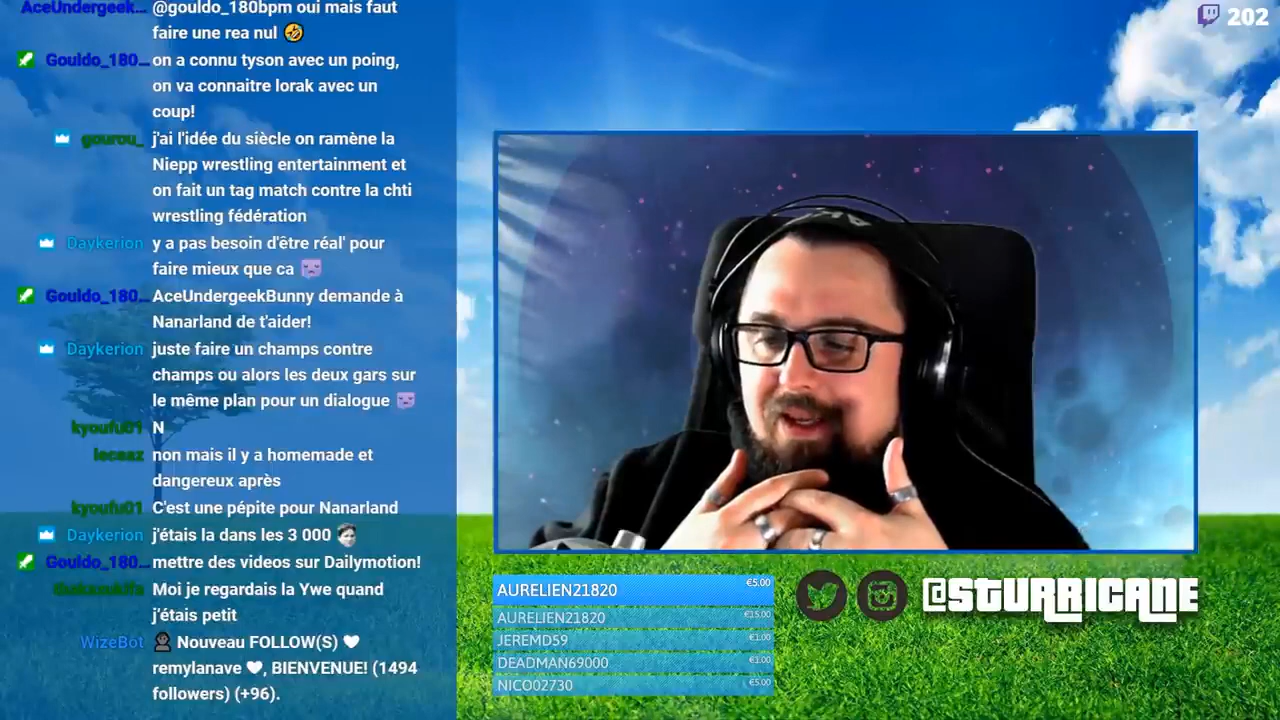 AceUndergeek... @gouldo_180bpm oui mais faut
faire une rea nul 🤣
202
Gouldo_180... on a connu tyson avec un poing,
on va connaitre lorak avec un
coup!
gourou_ j'ai l'idée du siècle on ramène la
Niepp wrestling entertainment et
on fait un tag match contre la chti
wrestling fédération
Daykerion y a pas besoin d'être réal' pour
faire mieux que ca
Gouldo_180... AceUndergeekBunny demande à
Nanarland de t'aider!
Daykerion juste faire un champs contre
champs ou alors les deux gars sur
le même plan pour un dialogue
kyoufu01 N
leceaz non mais il y a homemade et
dangereux après
kyoufu01 C'est une pépite pour Nanarland
Daykerion j'étais la dans les 3 000
Gouldo_180... mettre des videos sur Dailymotion!
Moi je regardais la Ywe quand
j'étais petit
WizeBot Nouveau FOLLOW(S)
remylanave, BIENVENUE! (1494
followers) (+96).
AURELIEN21820 €5.00
AURELIEN21820 €15.00
JEREMD59 €1.00
DEADMAN69000 €1.00
NICO02730 €5.00
@STURRICANE